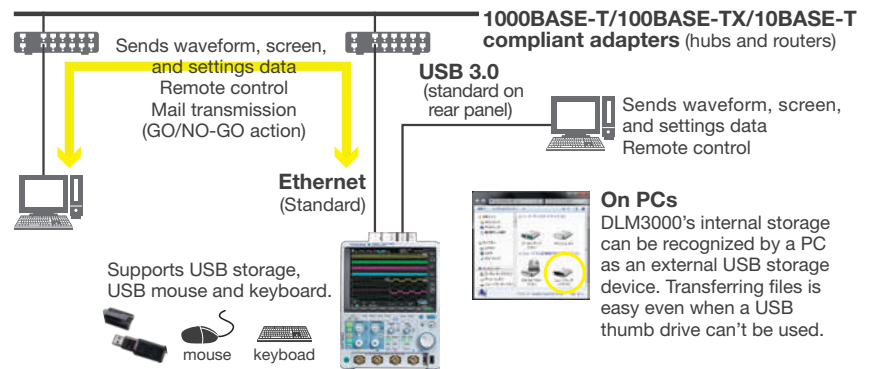 1000BASE-T/100BASE-TX/10BASE-T
compliant adapters (hubs and routers)
Sends waveform, screen,
and settings data
Remote control
Mail transmission
(GO/NO-GO action)
USB 3.0
(standard on
rear panel)
Sends waveform, screen,
and settings data
Remote control
Ethernet
(Standard)
On PCs
DLM3000's internal storage
can be recognized by a PC
as an external USB storage
device. Transferring files is
easy even when a USB
thumb drive can't be used.
Supports USB storage,
USB mouse and keyboard.
mouse
keyboad